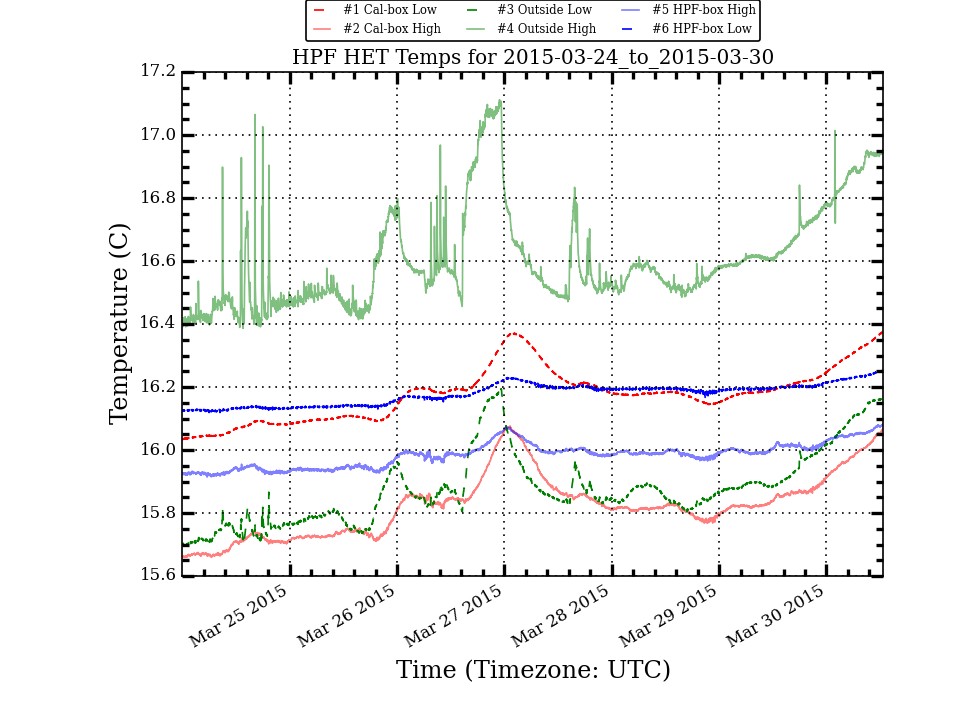 #1 Cal-box Low #3 Outside Low #5 HPF-box High
#2 Cal-box High #4 Outside High #6 HPF-box Low
HPF HET Temps for 2015-03-24_to_2015-03-30
17.2
17.0
16.8
16.6
16.4
16.2
16.0
15.8
15.6
Temperature (C)
Mar 25 2015 Mar 26 2015 Mar 27 2015 Mar 28 2015 Mar 29 2015 Mar 30 2015
Time (Timezone: UTC)